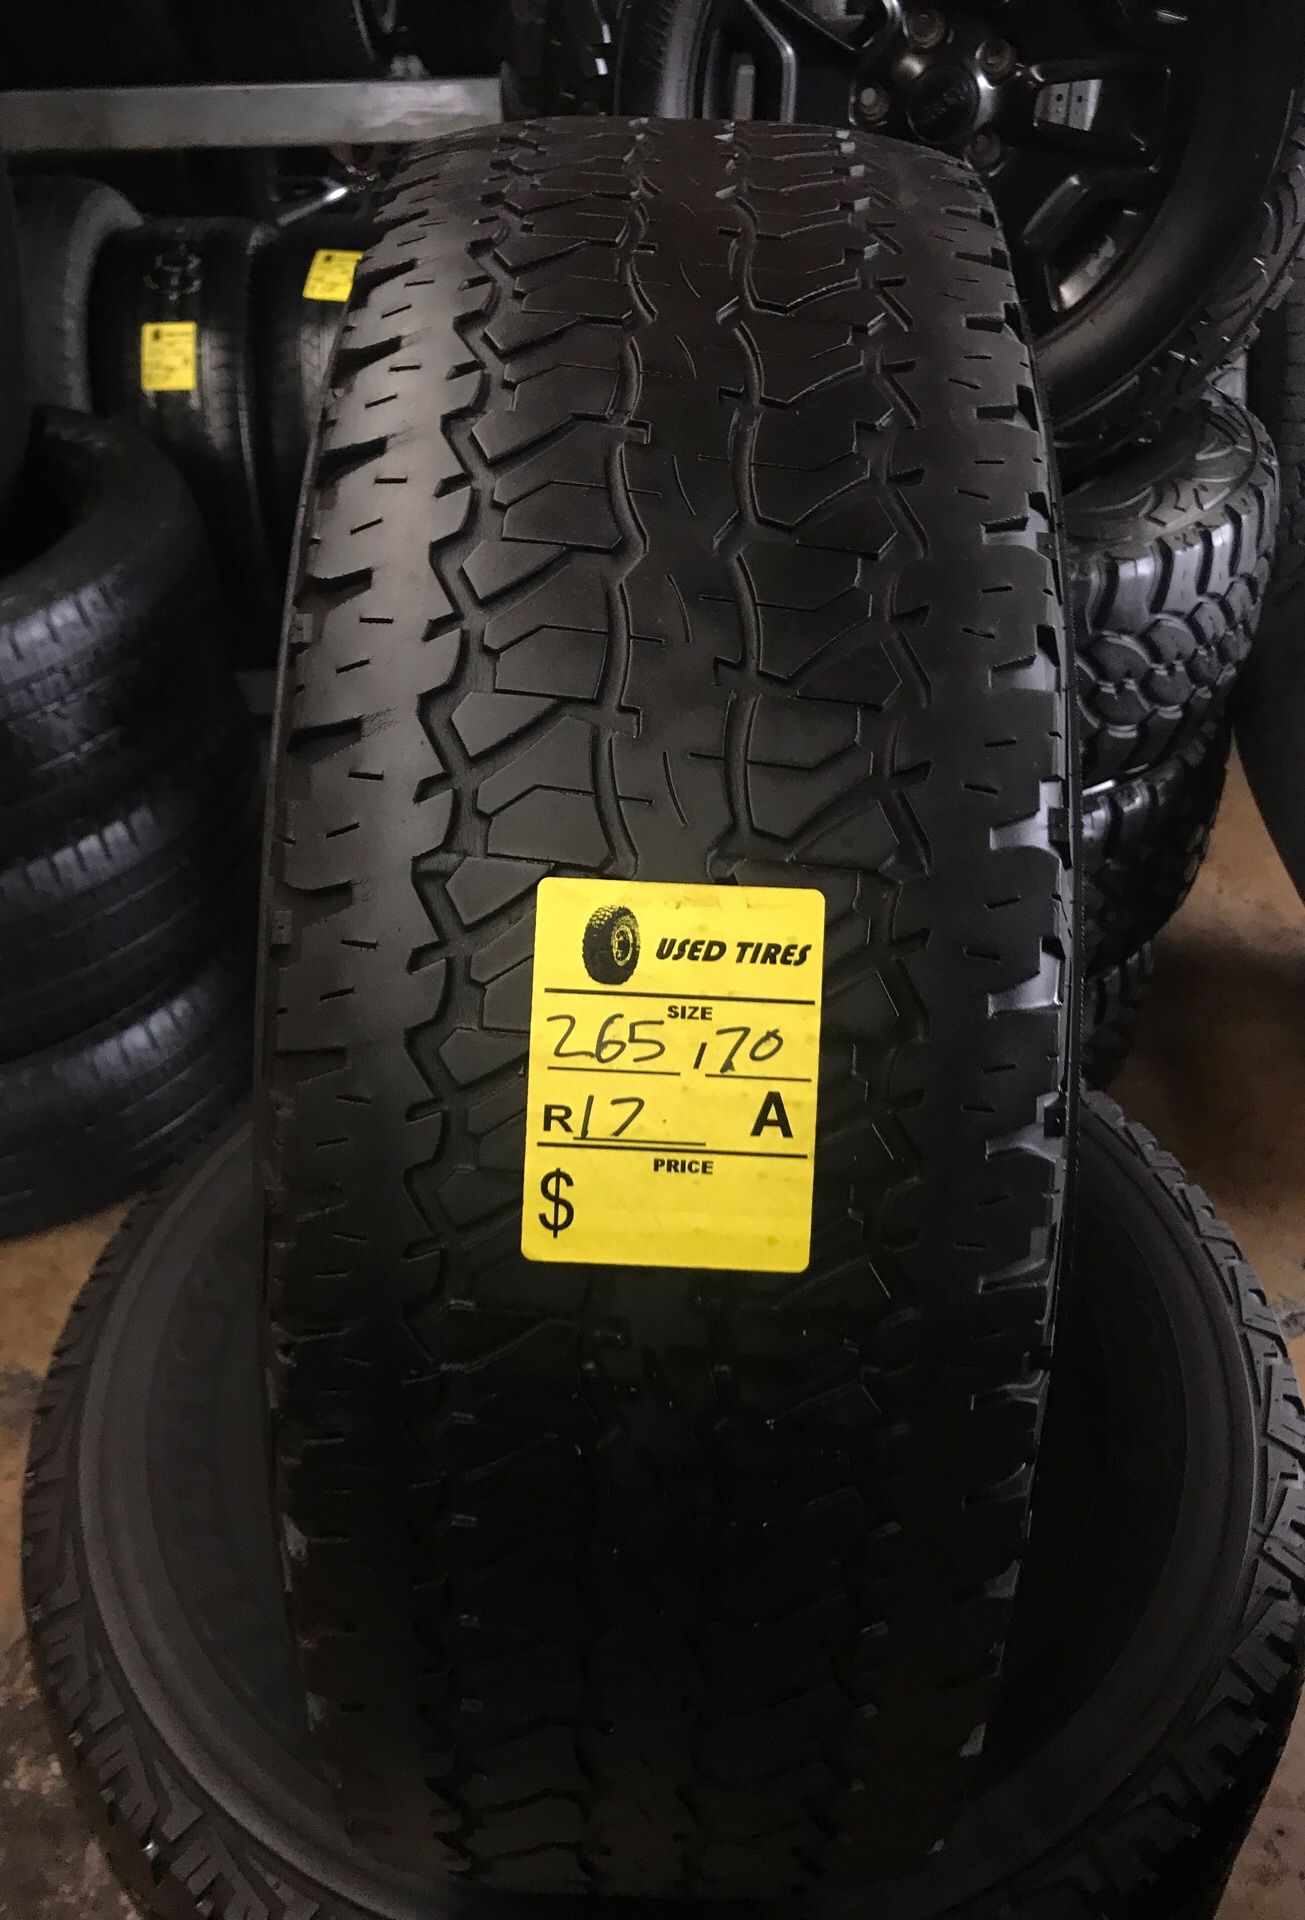 USED TIRES
SIZE
265 / 70
R17 A
PRICE
$